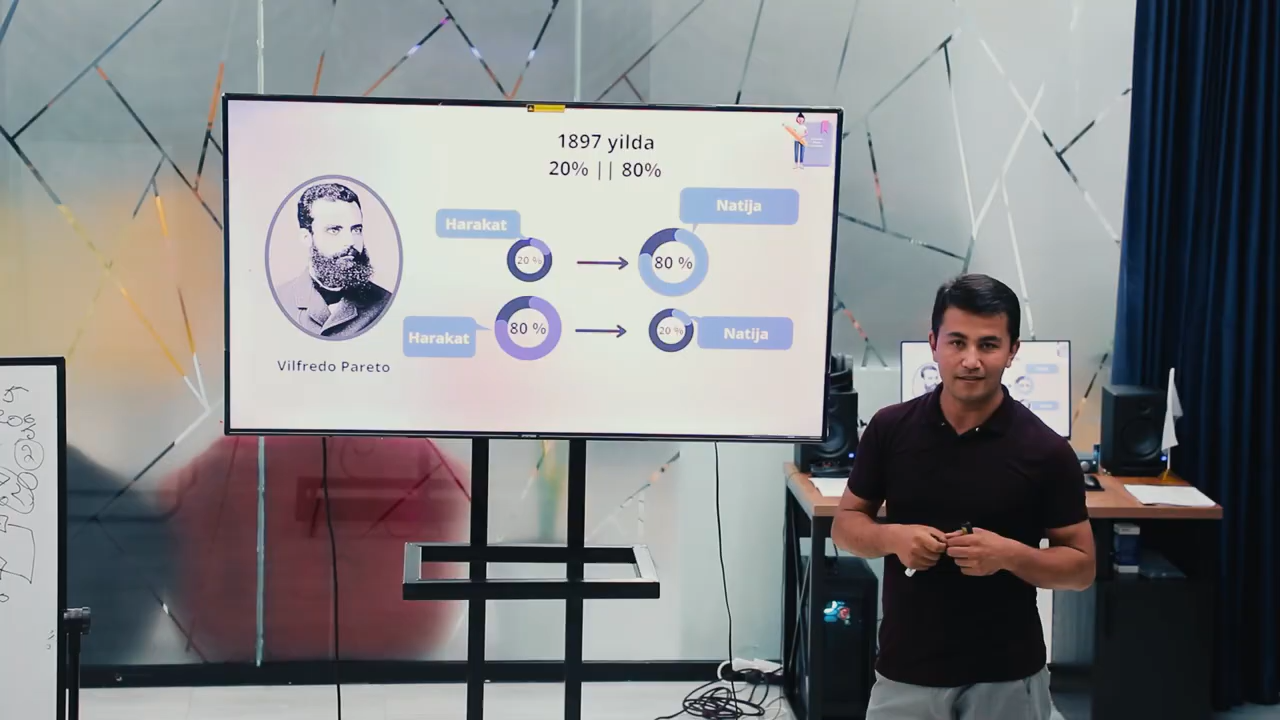 1897 yilda
20% || 80%
Natija
Harakat
20 %
80 %
Harakat
80 %
20 %
Natija
Vilfredo Pareto